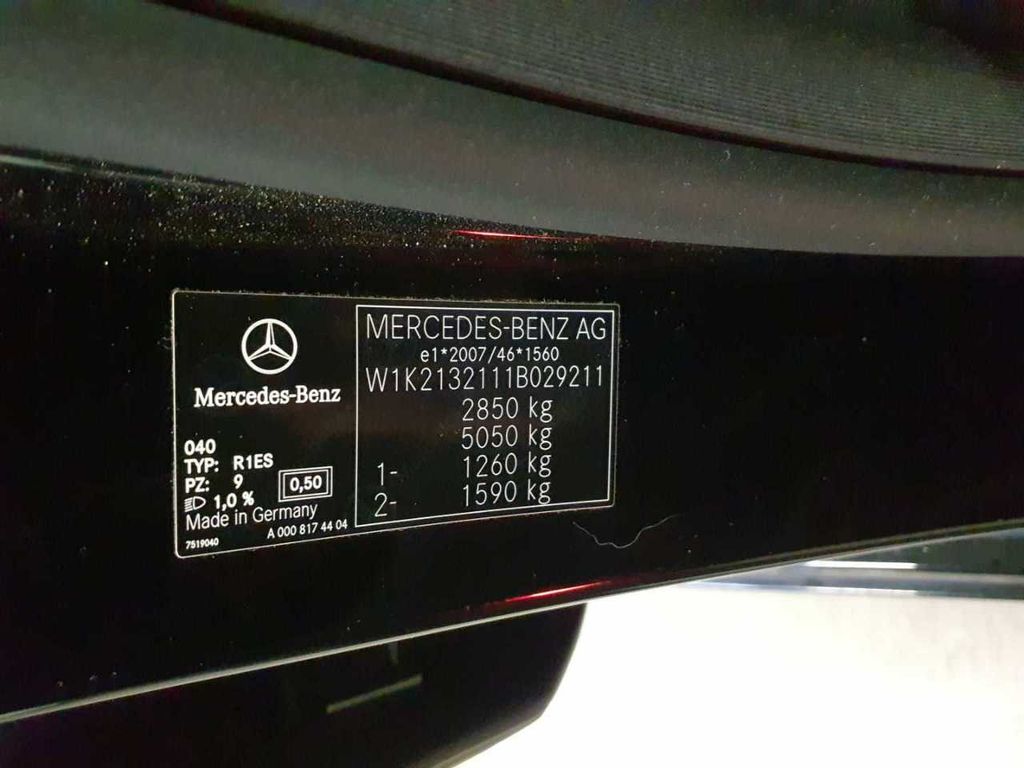 Mercedes-Benz
040
TYP: R1ES
PZ: 9
0,50
1,0 %
Made in Germany
7519040
A 000 817 44 04
MERCEDES-BENZ AG
e1*2007/46*1560
W1K2132111B029211
2850 kg
5050 kg
1- 1260 kg
2- 1590 kg